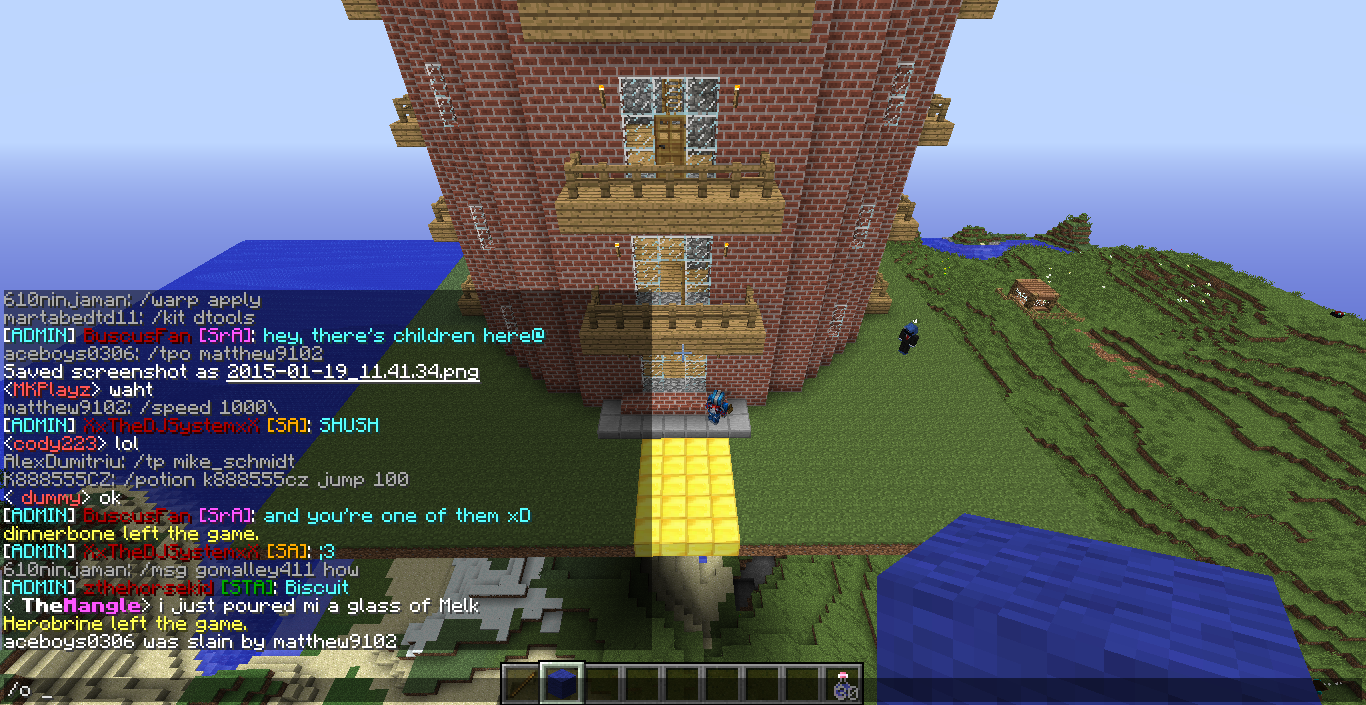 610ninjaman: /warp apply
martabedtd11: /kit dtools
[ADMIN] BuscusFan [SrA]: hey, there's children here@
aceboys0306: /tpo matthew9102
Saved screenshot as 2015-01-19_11.41.34.png
<MKPlayz> waht
matthew9102: /speed 1000\
[ADMIN] XxTheDJSystemxX [SA]: SHUSH
<cody223> lol
AlexDumitriu: /tp mike_schmidt
K888555CZ: /potion k888555cz jump 100
< dummy> ok
[ADMIN] BuscusFan [SrA]: and you're one of them xD
dinnerbone left the game.
[ADMIN] XxTheDJSystemxX [SA]: ;3
610ninjaman: /msg gomalley411 how
[ADMIN] zthehorsekid [STA]: Biscuit
< TheMangle> i just poured mi a glass of Melk
Herobrine left the game.
aceboys0306 was slain by matthew9102
/o _